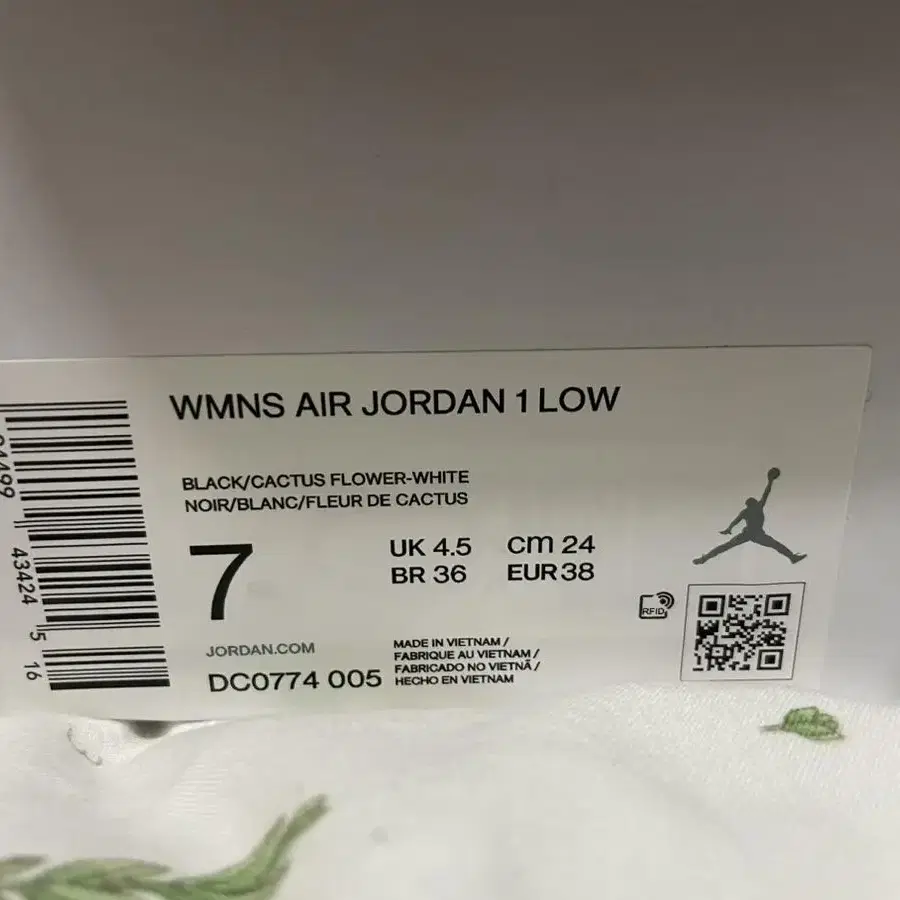 WMNS AIR JORDAN 1 LOW
BLACK/CACTUS FLOWER-WHITE
NOIR/BLANC/FLEUR DE CACTUS
7
UK 4.5 CM 24
BR 36 EUR 38
RFID
JORDAN.COM
DC0774 005
MADE IN VIETNAM /
FABRIQUE AU VIETNAM /
FABRICADO NO VIETNÃ /
HECHO EN VIETNAM
43424 5 16